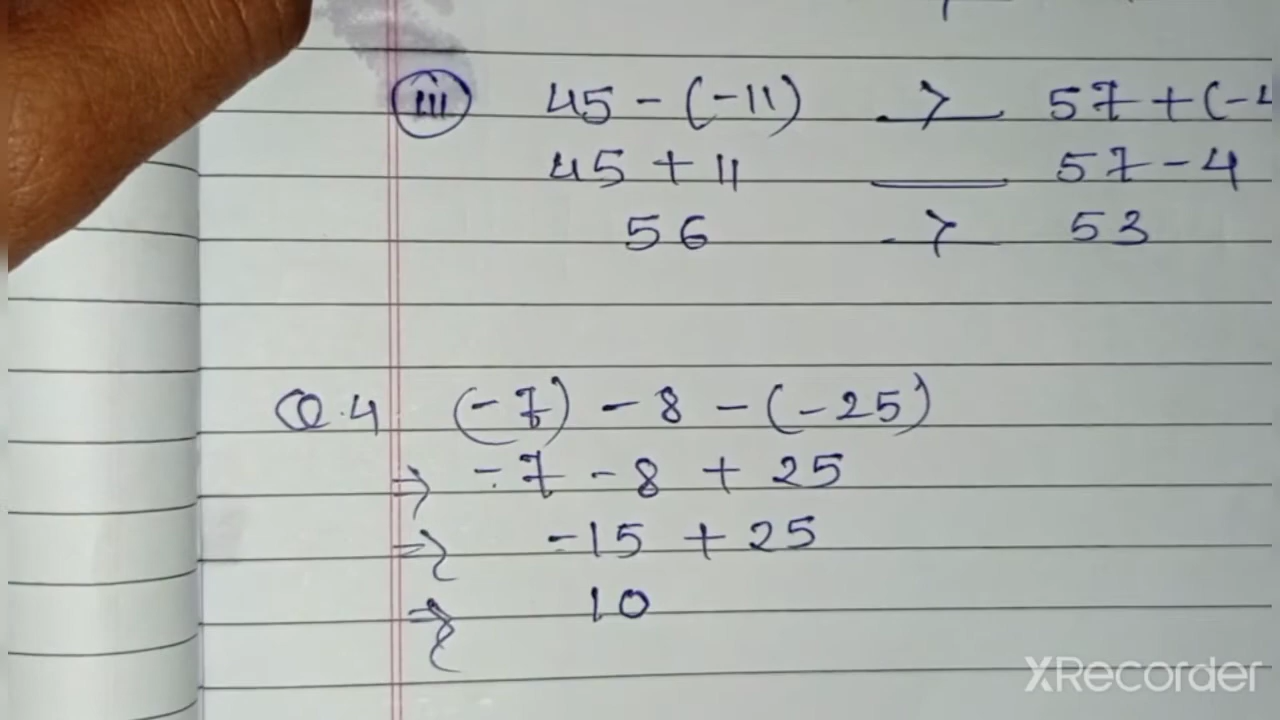 (iii) 45 - (-11) > 57 + (-4
45 + 11 ___ 57 - 4
56 > 53
Q.4 (-7) - 8 - (-25)
⇒ -7 - 8 + 25
⇒ -15 + 25
⇒ 10
XRecorder